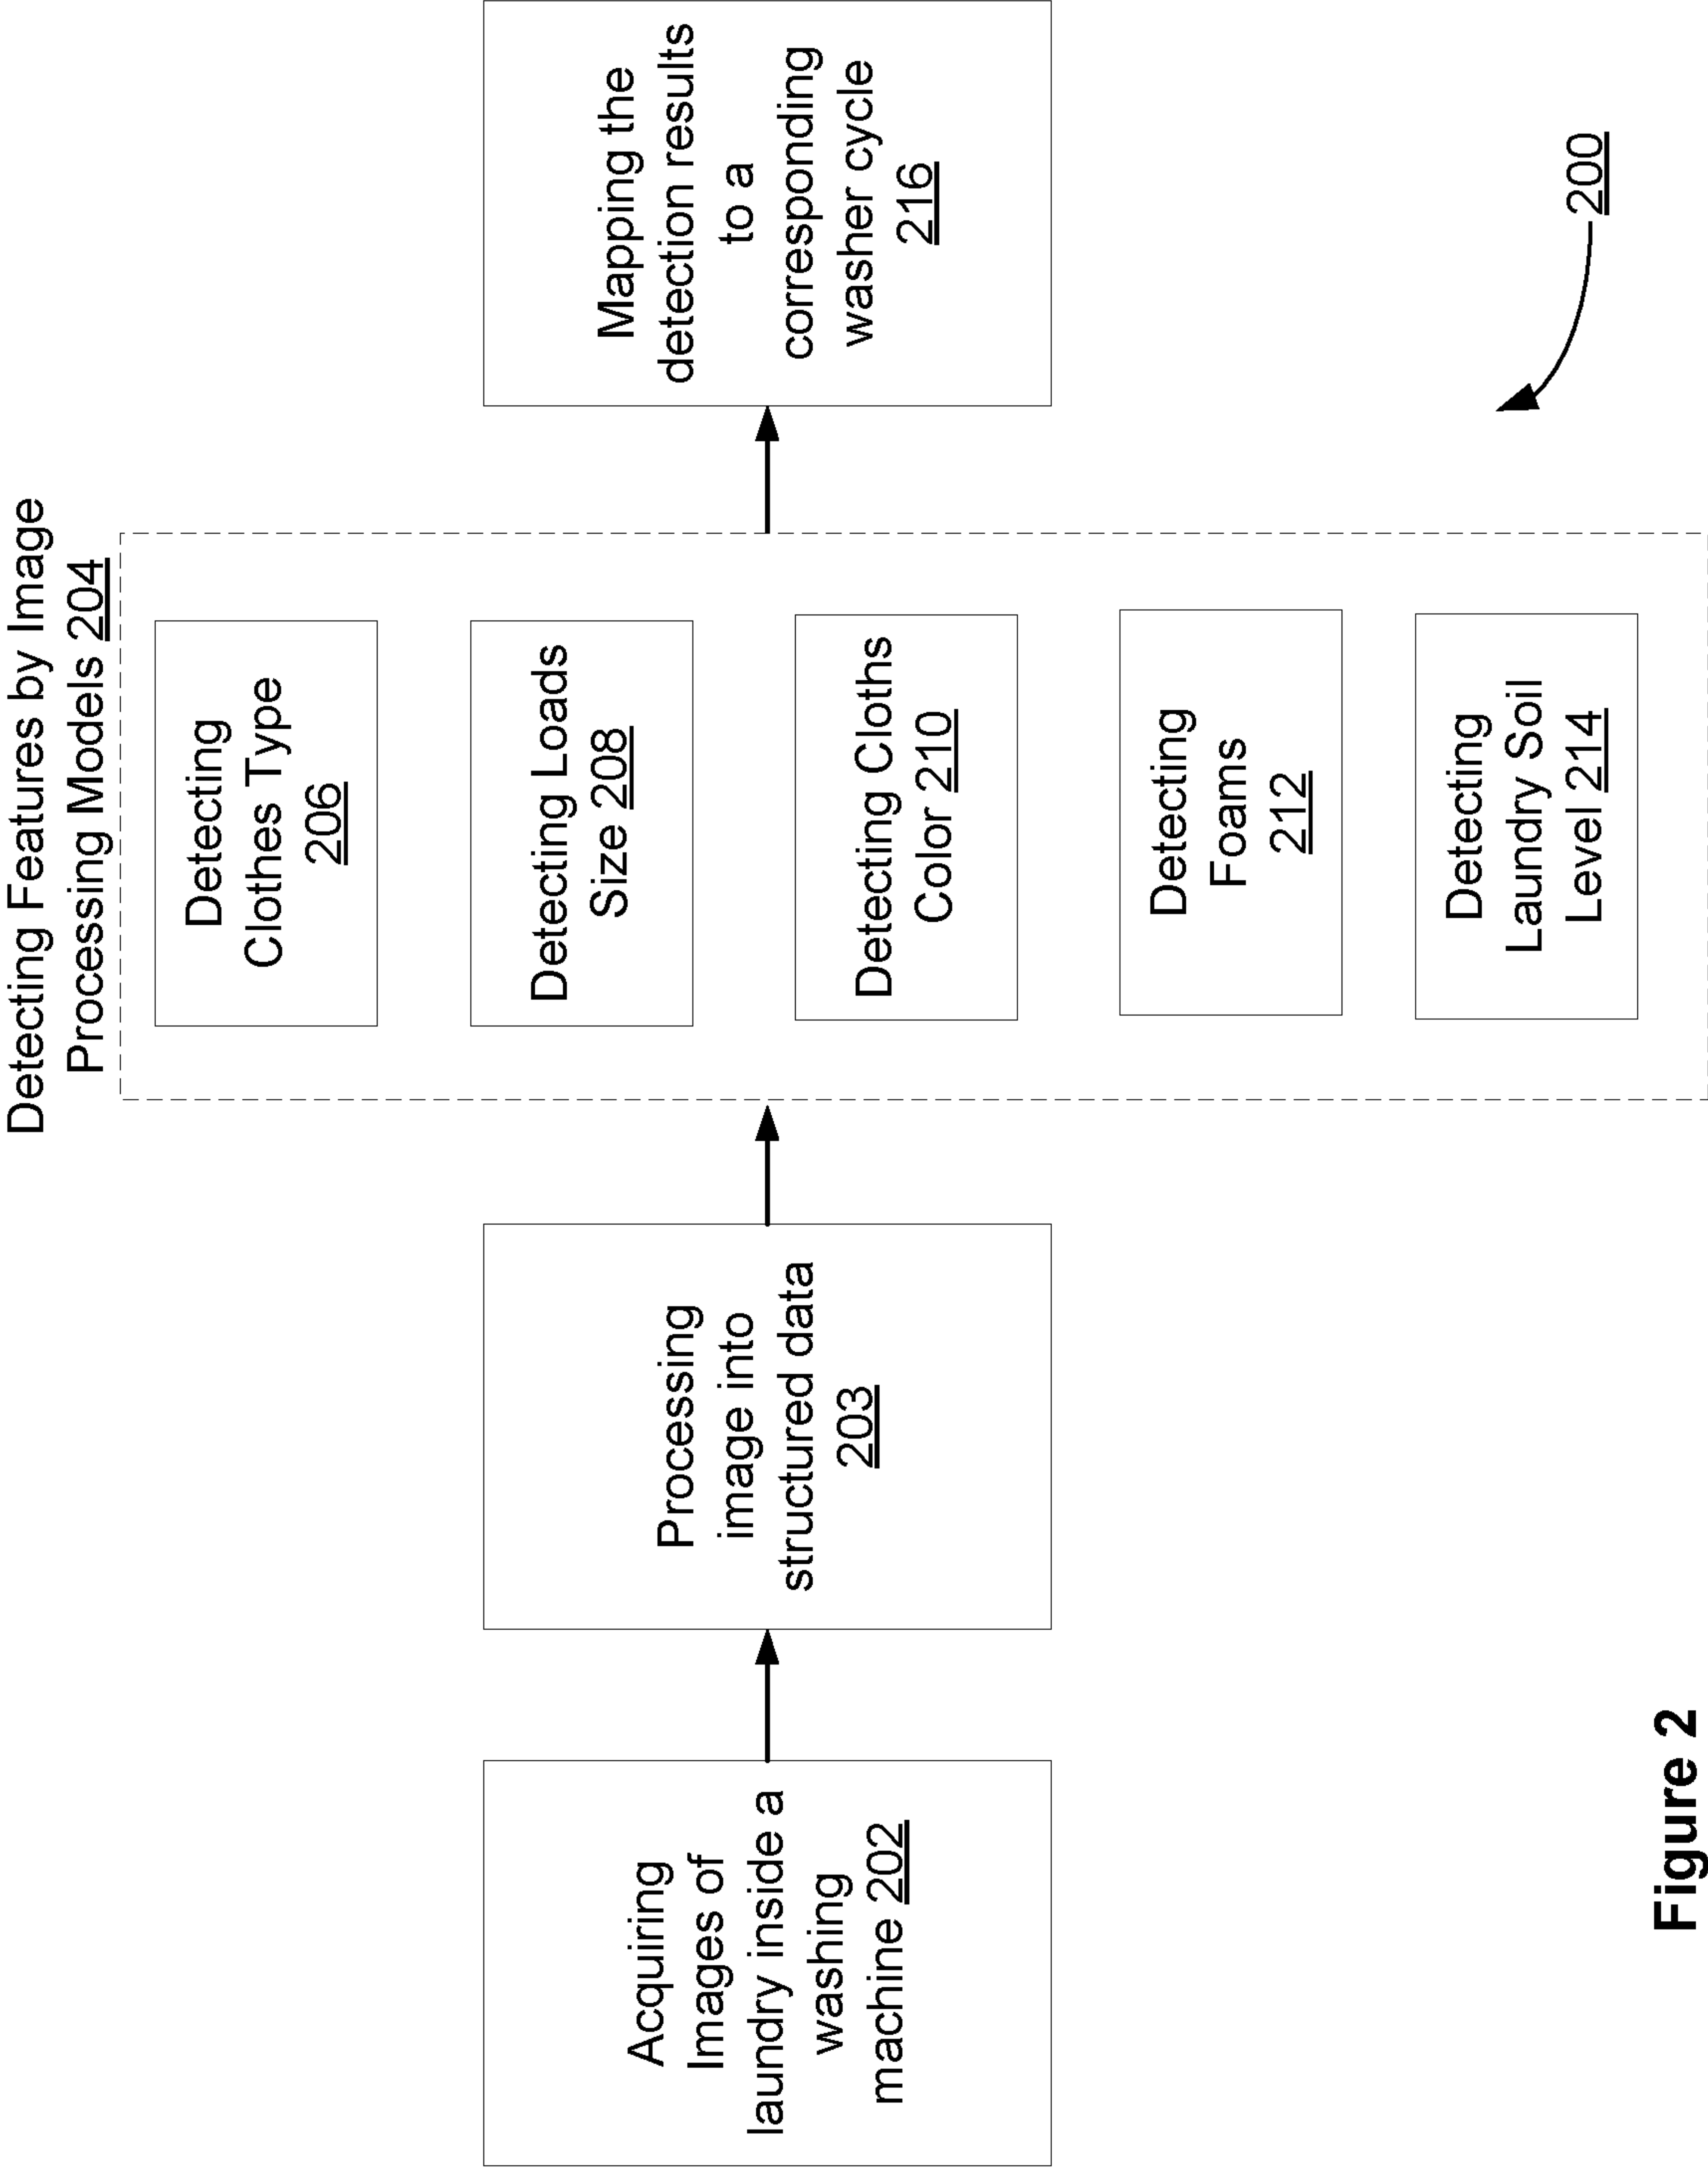 Acquiring
Images of
laundry inside a
washing
machine 202
Processing
image into
structured data
203
Detecting Features by Image
Processing Models 204
Detecting
Clothes Type
206
Detecting Loads
Size 208
Detecting Cloths
Color 210
Detecting
Foams
212
Detecting
Laundry Soil
Level 214
Mapping the
detection results
to a
corresponding
washer cycle
216
200
Figure 2